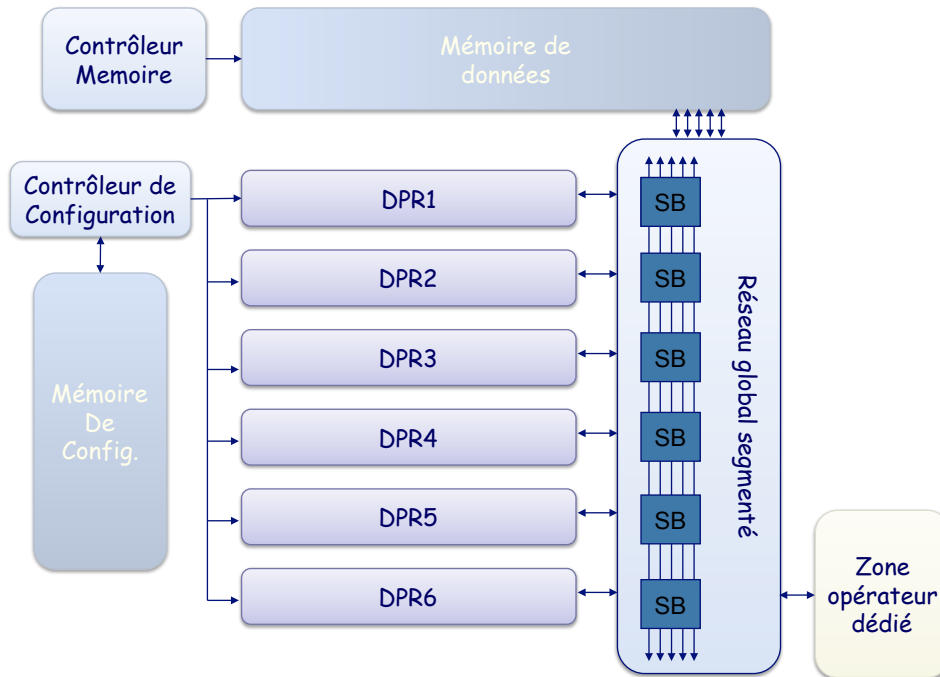 Contrôleur
Memoire
Mémoire de
données
Contrôleur de
Configuration
Mémoire
De
Config.
DPR1
DPR2
DPR3
DPR4
DPR5
DPR6
SB
SB
SB
SB
SB
SB
Réseau global segmenté
Zone
opérateur
dédié